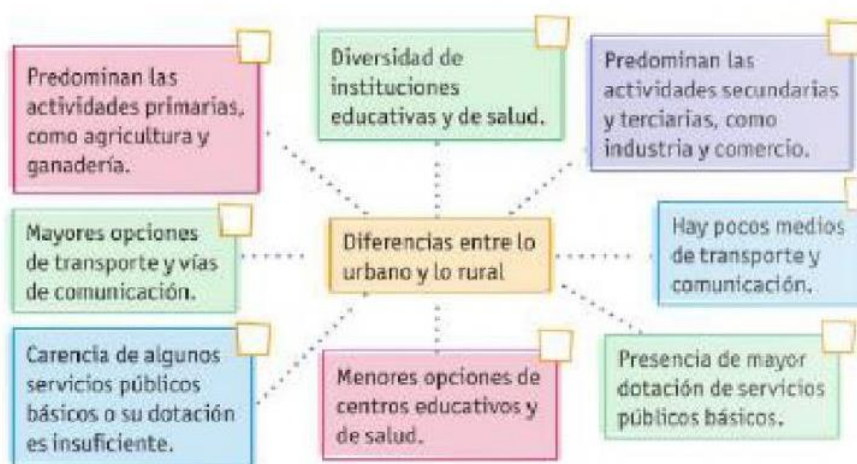 Predominan las
actividades primarias,
como agricultura y
ganadería.
Diversidad de
instituciones
educativas y de salud.
Predominan las
actividades secundarias
y terciarias, como
industria y comercio.
Mayores opciones
de transporte y vías
de comunicación.
Diferencias entre lo
urbano y lo rural
Hay pocos medios
de transporte y
comunicación.
Carencia de algunos
servicios públicos
básicos o su dotación
es insuficiente.
Menores opciones de
centros educativos y
de salud.
Presencia de mayor
dotación de servicios
públicos básicos.